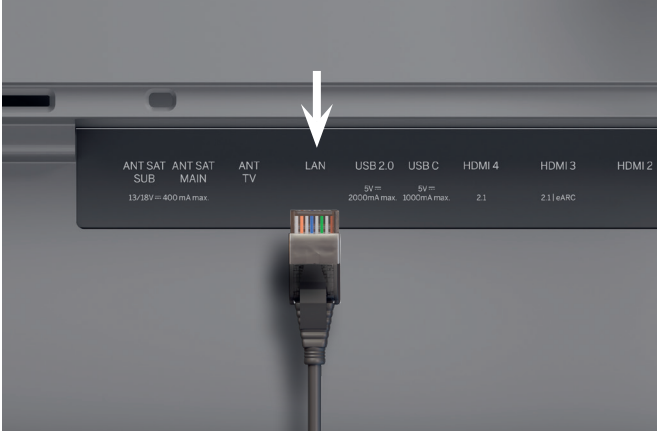 ANT SAT SUB
ANT SAT MAIN
13/18V⎓400 mA max.
ANT TV
LAN
USB 2.0
5V⎓
2000mA max.
USB C
5V⎓
1000mA max.
HDMI 4
2.1
HDMI 3
2.1 | eARC
HDMI 2